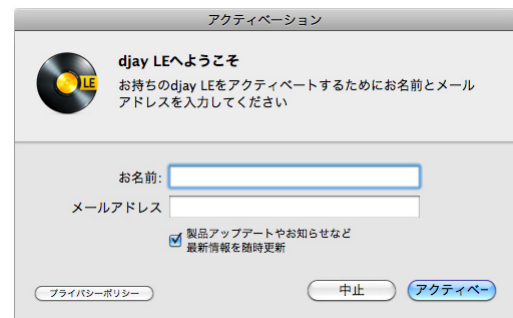 アクティベーション
djay LEへようこそ
お持ちのdjay LEをアクティベートするためにお名前とメール
アドレスを入力してください
LE
お名前:
メールアドレス
製品アップデートやお知らせなど
最新情報を随時更新
プライバシーポリシー
中止
アクティベー